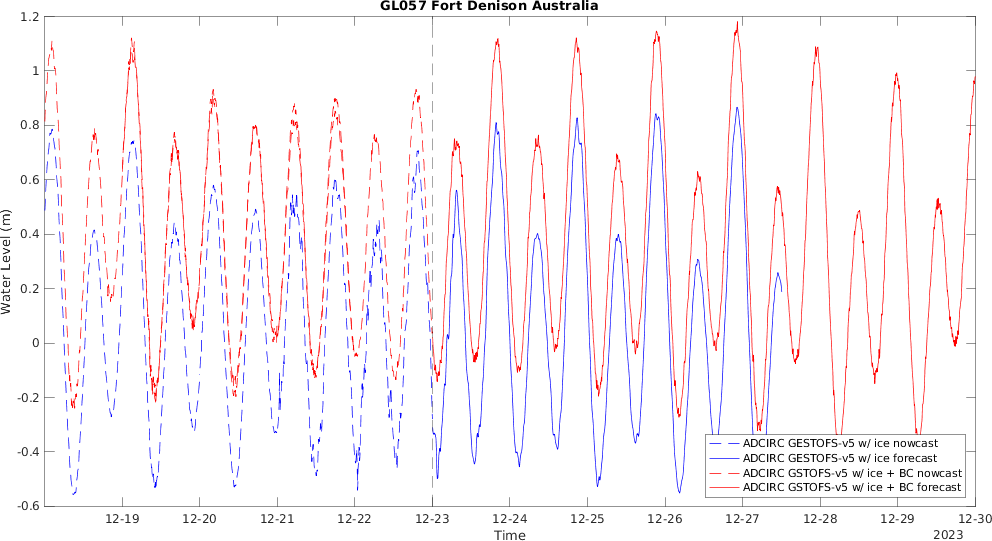 GL057 Fort Denison Australia
1.2
1
0.8
0.6
0.4
0.2
0
-0.2
-0.4
-0.6
Water Level (m)
ADCIRC GESTOFS-v5 w/ ice nowcast
ADCIRC GESTOFS-v5 w/ ice forecast
ADCIRC GSTOFS-v5 w/ ice + BC nowcast
ADCIRC GSTOFS-v5 w/ ice + BC forecast
12-19 12-20 12-21 12-22 12-23 12-24 12-25 12-26 12-27 12-28 12-29 12-30
Time
2023